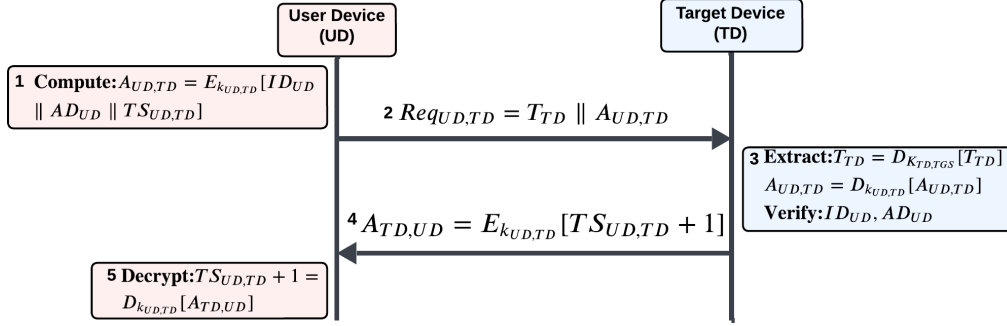 User Device
(UD)
Target Device
(TD)
1 Compute: A_{UD,TD} = E_{k_{UD,TD}}[ID_{UD}
∥ AD_{UD} ∥ TS_{UD,TD}]
2 Req_{UD,TD} = T_{TD} ∥ A_{UD,TD}
3 Extract: T_{TD} = D_{K_{TD,TGS}}[T_{TD}]
A_{UD,TD} = D_{k_{UD,TD}}[A_{UD,TD}]
Verify: ID_{UD}, AD_{UD}
4 A_{TD,UD} = E_{k_{UD,TD}}[TS_{UD,TD} + 1]
5 Decrypt: TS_{UD,TD} + 1 =
D_{k_{UD,TD}}[A_{TD,UD}]